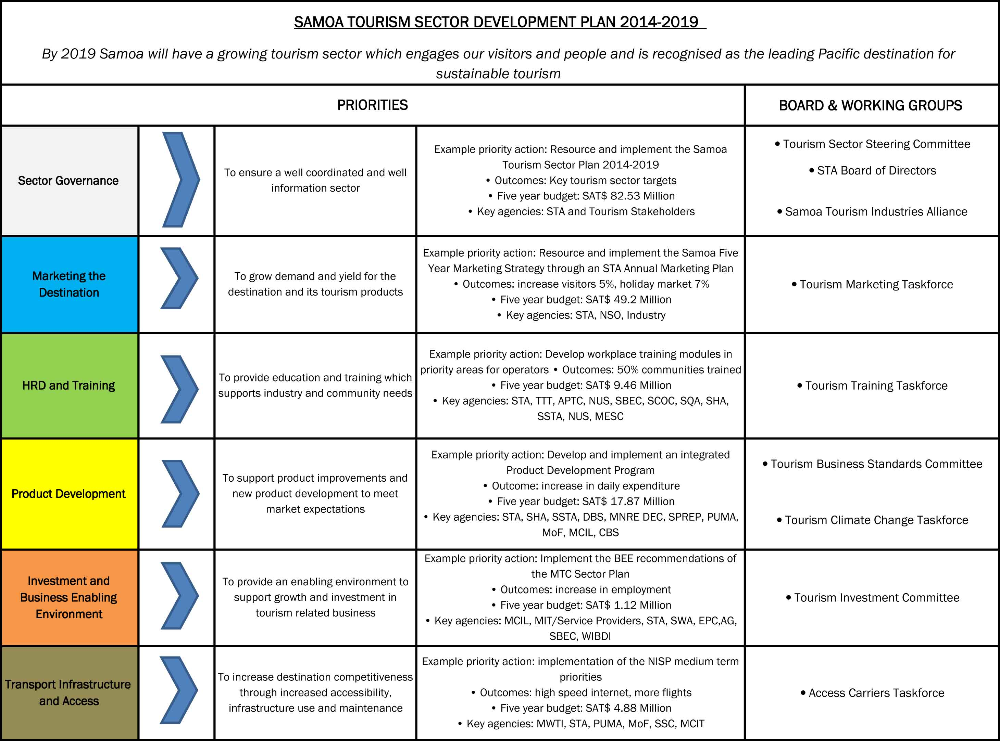 SAMOA TOURISM SECTOR DEVELOPMENT PLAN 2014-2019
By 2019 Samoa will have a growing tourism sector which engages our visitors and people and is recognised as the leading Pacific destination for
sustainable tourism
PRIORITIES
BOARD & WORKING GROUPS
Sector Governance
To ensure a well coordinated and well
information sector
Example priority action: Resource and implement the Samoa
Tourism Sector Plan 2014-2019
• Outcomes: Key tourism sector targets
• Five year budget: SAT$ 82.53 Million
• Key agencies: STA and Tourism Stakeholders
• Tourism Sector Steering Committee
• STA Board of Directors
• Samoa Tourism Industries Alliance
Marketing the
Destination
To grow demand and yield for the
destination and its tourism products
Example priority action: Resource and implement the Samoa Five
Year Marketing Strategy through an STA Annual Marketing Plan
• Outcomes: increase visitors 5%, holiday market 7%
• Five year budget: SAT$ 49.2 Million
• Key agencies: STA, NSO, Industry
• Tourism Marketing Taskforce
HRD and Training
To provide education and training which
supports industry and community needs
Example priority action: Develop workplace training modules in
priority areas for operators • Outcomes: 50% communities trained
• Five year budget: SAT$ 9.46 Million
• Key agencies: STA, TTT, APTC, NUS, SBEC, SCOC, SQA, SHA,
SSTA, NUS, MESC
• Tourism Training Taskforce
Product Development
To support product improvements and
new product development to meet
market expectations
Example priority action: Develop and implement an integrated
Product Development Program
• Outcome: increase in daily expenditure
• Five year budget: SAT$ 17.87 Million
• Key agencies: STA, SHA, SSTA, DBS, MNRE DEC, SPREP, PUMA,
MoF, MCIL, CBS
• Tourism Business Standards Committee
• Tourism Climate Change Taskforce
Investment and
Business Enabling
Environment
To provide an enabling environment to
support growth and investment in
tourism related business
Example priority action: Implement the BEE recommendations of
the MTC Sector Plan
• Outcomes: increase in employment
• Five year budget: SAT$ 1.12 Million
• Key agencies: MCIL, MIT/Service Providers, STA, SWA, EPC,AG,
SBEC, WIBDI
• Tourism Investment Committee
Transport Infrastructure
and Access
To increase destination competitiveness
through increased accessibility,
infrastructure use and maintenance
Example priority action: implementation of the NISP medium term
priorities
• Outcomes: high speed internet, more flights
• Five year budget: SAT$ 4.88 Million
• Key agencies: MWTI, STA, PUMA, MoF, SSC, MCIT
• Access Carriers Taskforce